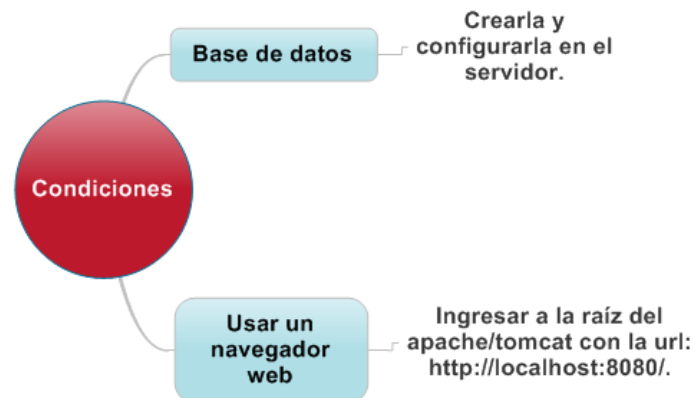 Condiciones
Base de datos
Crearla y
configurarla en el
servidor.
Usar un
navegador
web
Ingresar a la raíz del
apache/tomcat con la url:
http://localhost:8080/.